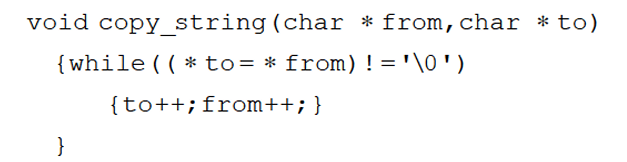 void copy_string(char * from,char * to)
{while((* to= * from)!='\0')
{to++;from++;}
}